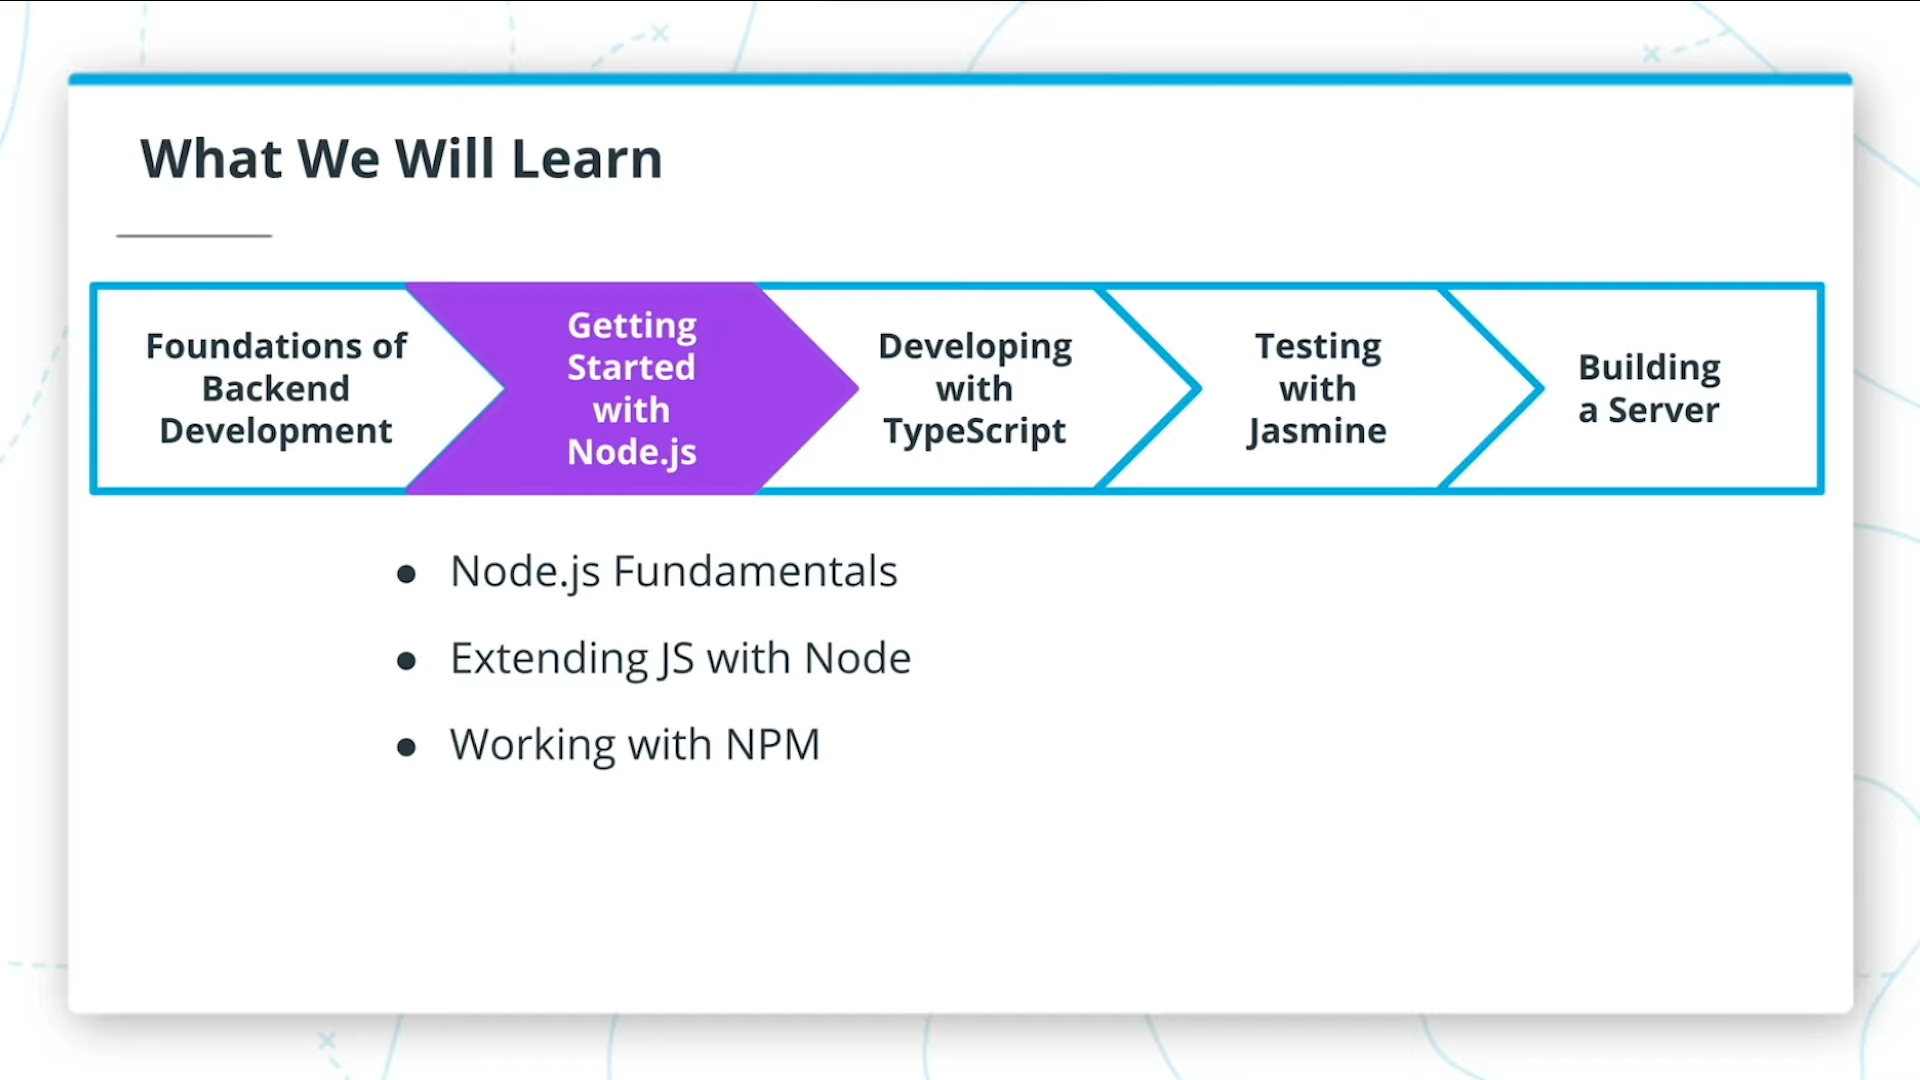 What We Will Learn
Foundations of
Backend
Development
Getting
Started
with
Node.js
Developing
with
TypeScript
Testing
with
Jasmine
Building
a Server
● Node.js Fundamentals
● Extending JS with Node
● Working with NPM